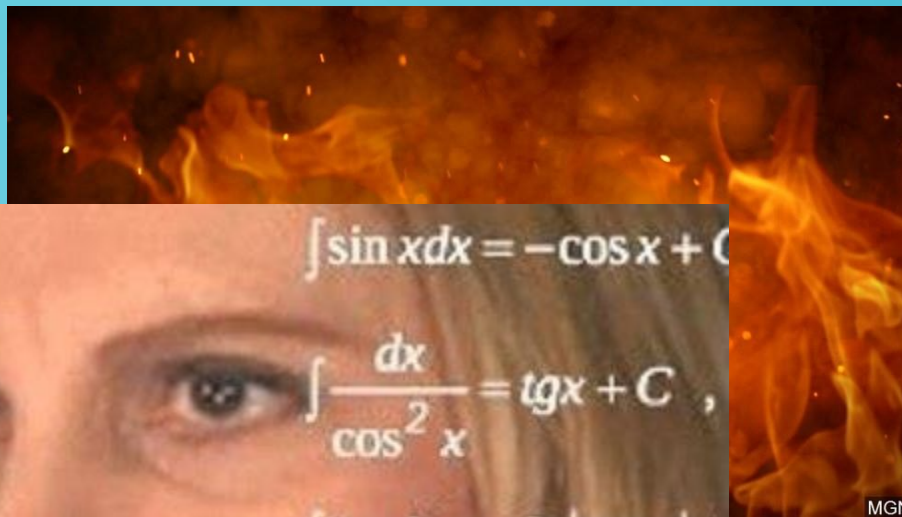 ∫sin xdx = −cos x + C
∫ dx / cos² x = tgx + C ,
MGN